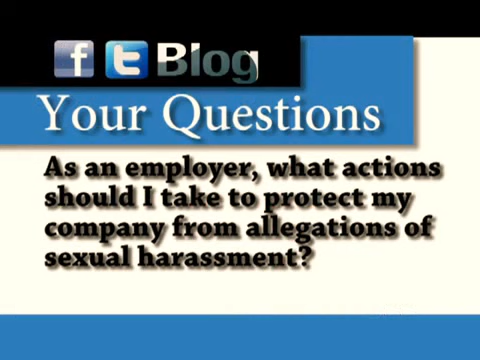 f t Blog
Your Questions
As an employer, what actions
should I take to protect my
company from allegations of
sexual harassment?